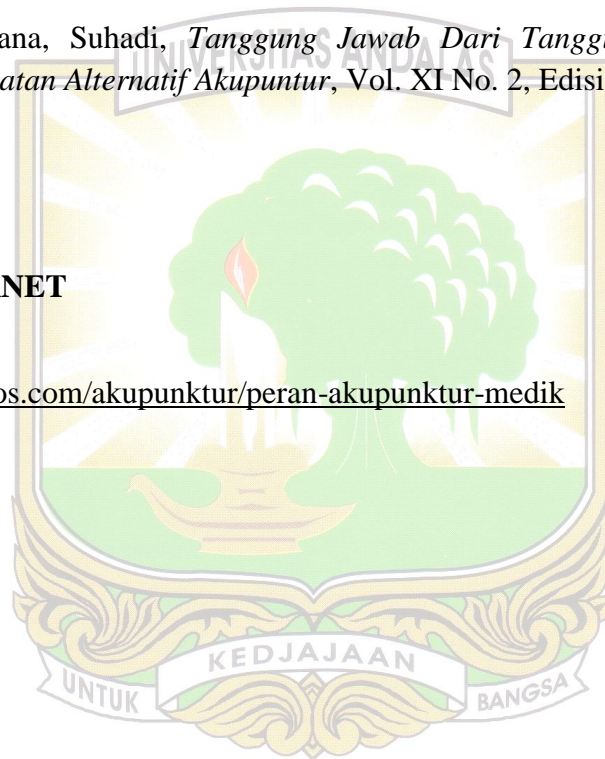 ana, Suhadi, Tanggung Jawab Dari Tangg
UNIVERSITAS ANDALAS
atan Alternatif Akupuntur, Vol. XI No. 2, Edisi
NET
os.com/akupunktur/peran-akupunktur-medik
KEDJAJAAN
UNTUK
BANGSA